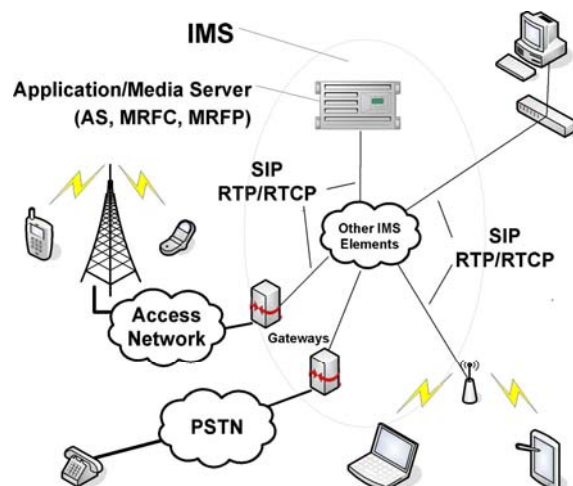 IMS
Application/Media Server
(AS, MRFC, MRFP)
SIP
RTP/RTCP
Other IMS
Elements
SIP
RTP/RTCP
Access
Network
Gateways
PSTN